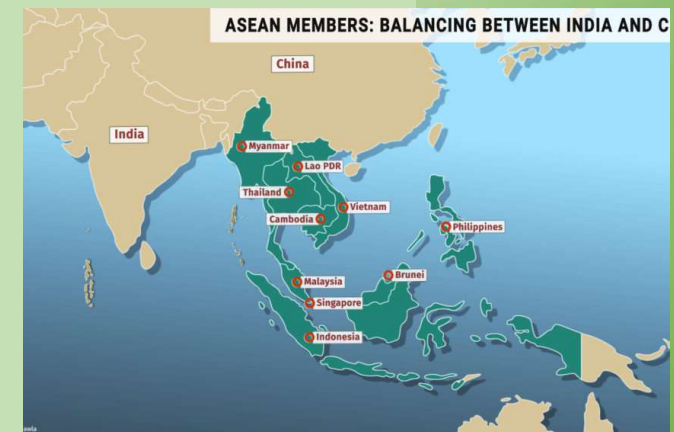 ASEAN MEMBERS: BALANCING BETWEEN INDIA AND C
China
India
Myanmar
Lao PDR
Thailand
Vietnam
Cambodia
Philippines
Brunei
Malaysia
Singapore
Indonesia